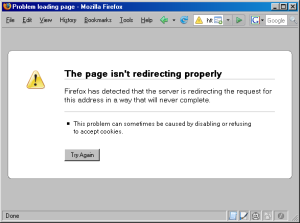 Problem loading page - Mozilla Firefox
File Edit View History Bookmarks Tools Help
htt
Google
The page isn't redirecting properly
Firefox has detected that the server is redirecting the request for
this address in a way that will never complete.
This problem can sometimes be caused by disabling or refusing
to accept cookies.
Try Again
Done